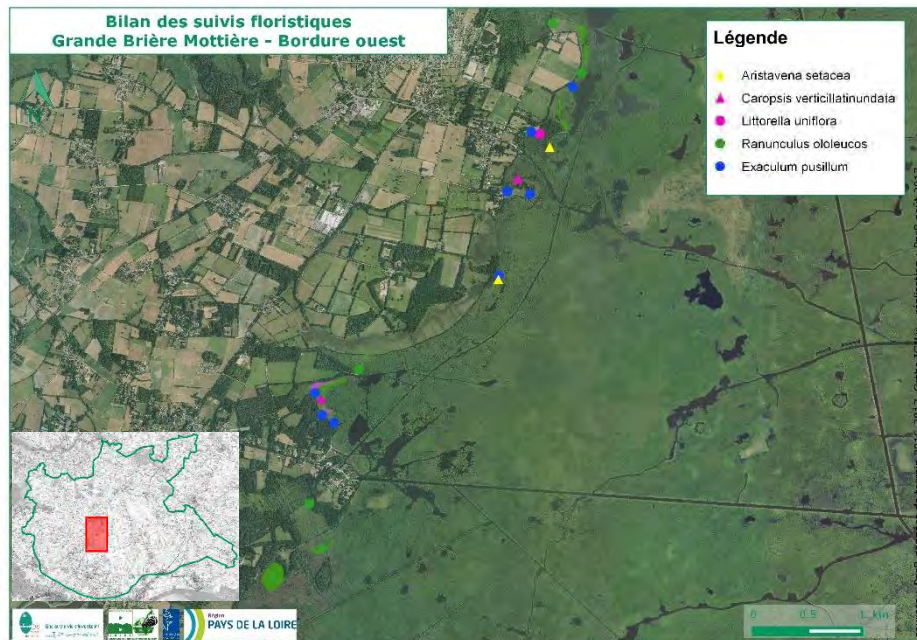 Bilan des suivis floristiques
Grande Brière Mottière - Bordure ouest
Légende
Aristavena setacea
Caropsis verticillatinundata
Littorella uniflora
Ranunculus ololeucos
Exaculum pusillum
N
Région
PAYS DE LA LOIRE
0 0.5 1 km